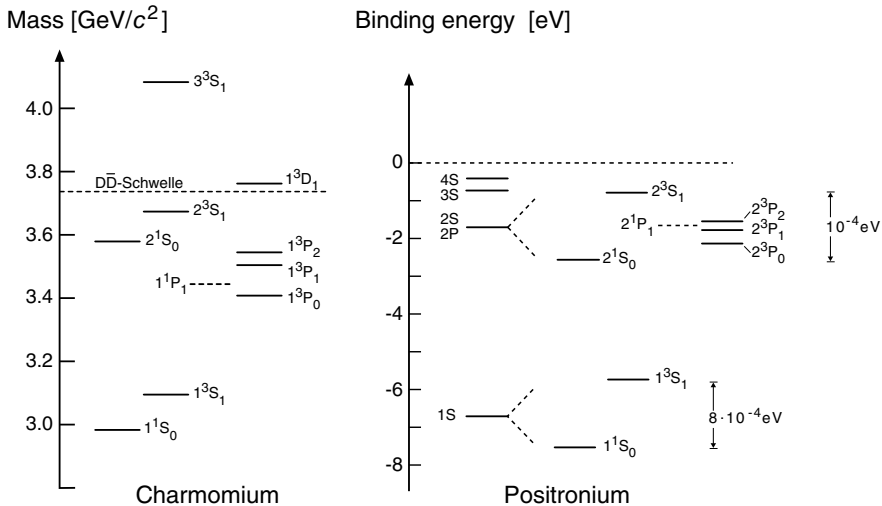 Mass [GeV/c²]
4.0
3.8
3.6
3.4
3.2
3.0
3³S₁
DD̄-Schwelle
1³D₁
2³S₁
2¹S₀
1³P₂
1³P₁
1¹P₁
1³P₀
1³S₁
1¹S₀
Charmomium
Binding energy [eV]
0
-2
-4
-6
-8
4S
3S
2S
2P
2³S₁
2¹S₀
2¹P₁
2³P₂
2³P₁
2³P₀
10⁻⁴eV
1S
1³S₁
1¹S₀
8·10⁻⁴eV
Positronium